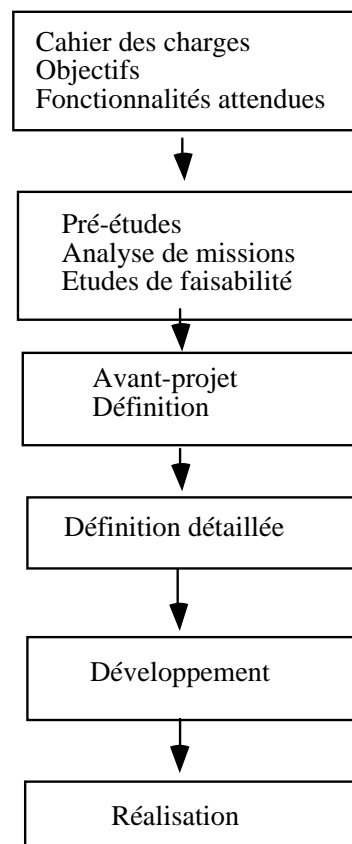 Cahier des charges
Objectifs
Fonctionnalités attendues
Pré-études
Analyse de missions
Etudes de faisabilité
Avant-projet
Définition
Définition détaillée
Développement
Réalisation